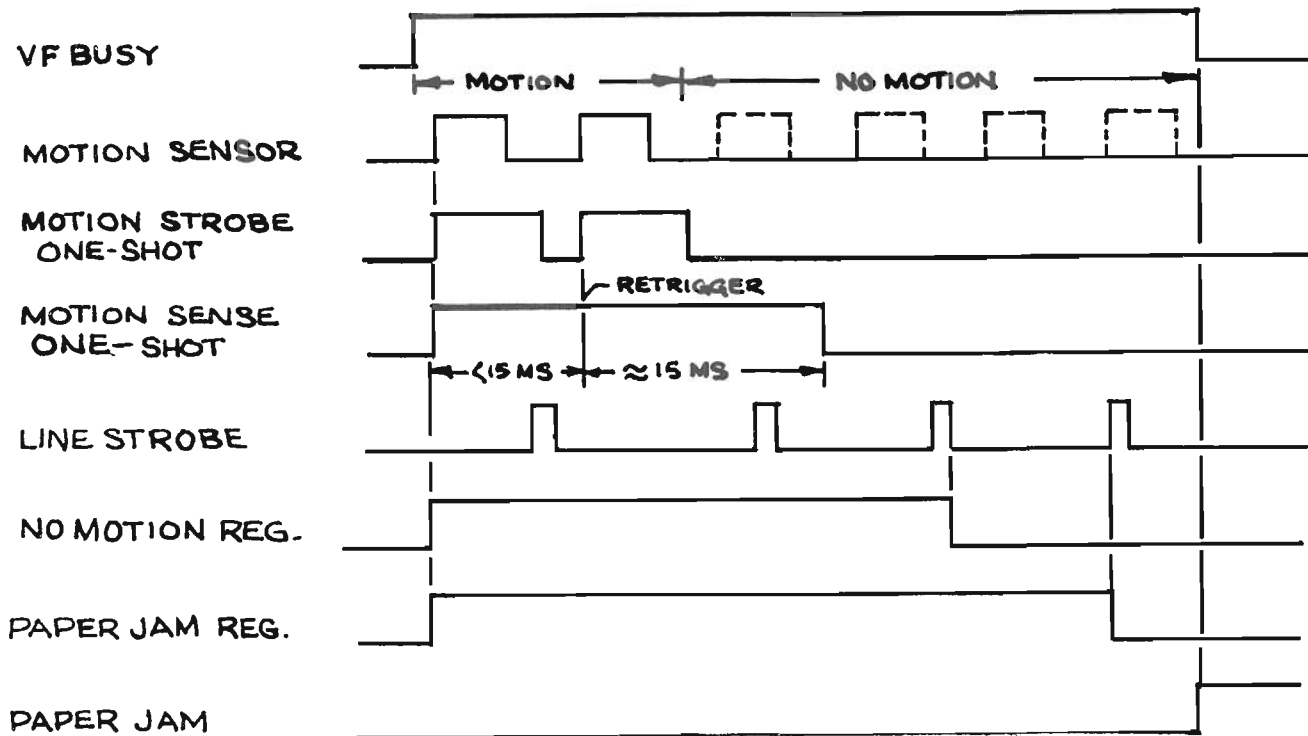 VF BUSY
MOTION
NO MOTION
MOTION SENSOR
MOTION STROBE
ONE-SHOT
RETRIGGER
MOTION SENSE
ONE-SHOT
<15 MS
≈15 MS
LINE STROBE
NO MOTION REG.
PAPER JAM REG.
PAPER JAM